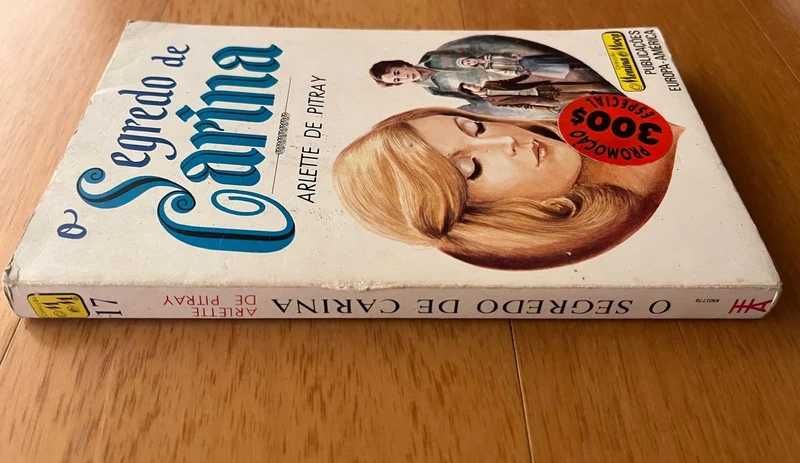 O
Segredo de
Carina
ARLETTE DE PITRAY
Menina e Moça
PUBLICAÇÕES
EUROPA-AMÉRICA
PROMOÇÃO
300$
ESPECIAL
17
ARLETTE
DE PITRAY
O SEGREDO DE CARINA